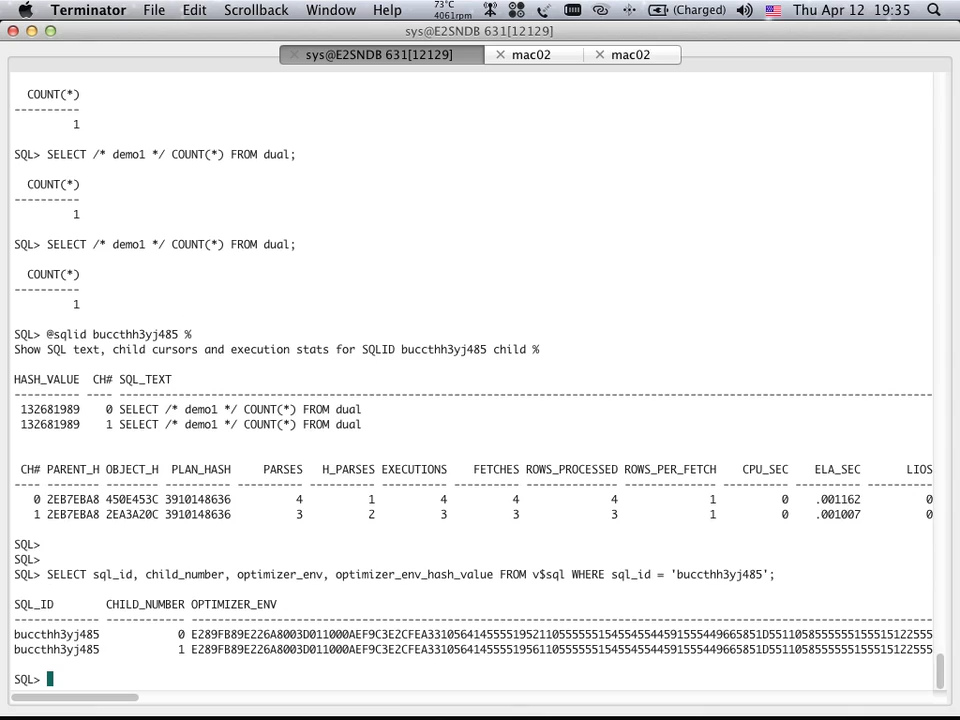 Terminator File Edit Scrollback Window Help 73°C 4061rpm (Charged) Thu Apr 12 19:35
sys@E2SNDB 631[12129]
sys@E2SNDB 631[12129] mac02 mac02
COUNT(*)
----------
1
SQL> SELECT /* demo1 */ COUNT(*) FROM dual;
COUNT(*)
----------
1
SQL> SELECT /* demo1 */ COUNT(*) FROM dual;
COUNT(*)
----------
1
SQL> @sqlid buccthh3yj485 %
Show SQL text, child cursors and execution stats for SQLID buccthh3yj485 child %
HASH_VALUE CH# SQL_TEXT
---------- ---- ----------------------------------------------------------------------------------------------------------------------------
132681989 0 SELECT /* demo1 */ COUNT(*) FROM dual
132681989 1 SELECT /* demo1 */ COUNT(*) FROM dual
CH# PARENT_H OBJECT_H PLAN_HASH PARSES H_PARSES EXECUTIONS FETCHES ROWS_PROCESSED ROWS_PER_FETCH CPU_SEC ELA_SEC LIOS
---- -------- -------- ---------- ---------- ---------- ---------- ---------- -------------- -------------- ---------- ---------- ----------
0 2EB7EBA8 450E453C 3910148636 4 1 4 4 4 1 0 .001162 0
1 2EB7EBA8 2EA3A20C 3910148636 3 2 3 3 3 1 0 .001007 0
SQL>
SQL>
SQL> SELECT sql_id, child_number, optimizer_env, optimizer_env_hash_value FROM v$sql WHERE sql_id = 'buccthh3yj485';
SQL_ID CHILD_NUMBER OPTIMIZER_ENV
------------- ------------ -----------------------------------------------------------------------------------------------------------------
buccthh3yj485 0
buccthh3yj485 1
SQL>